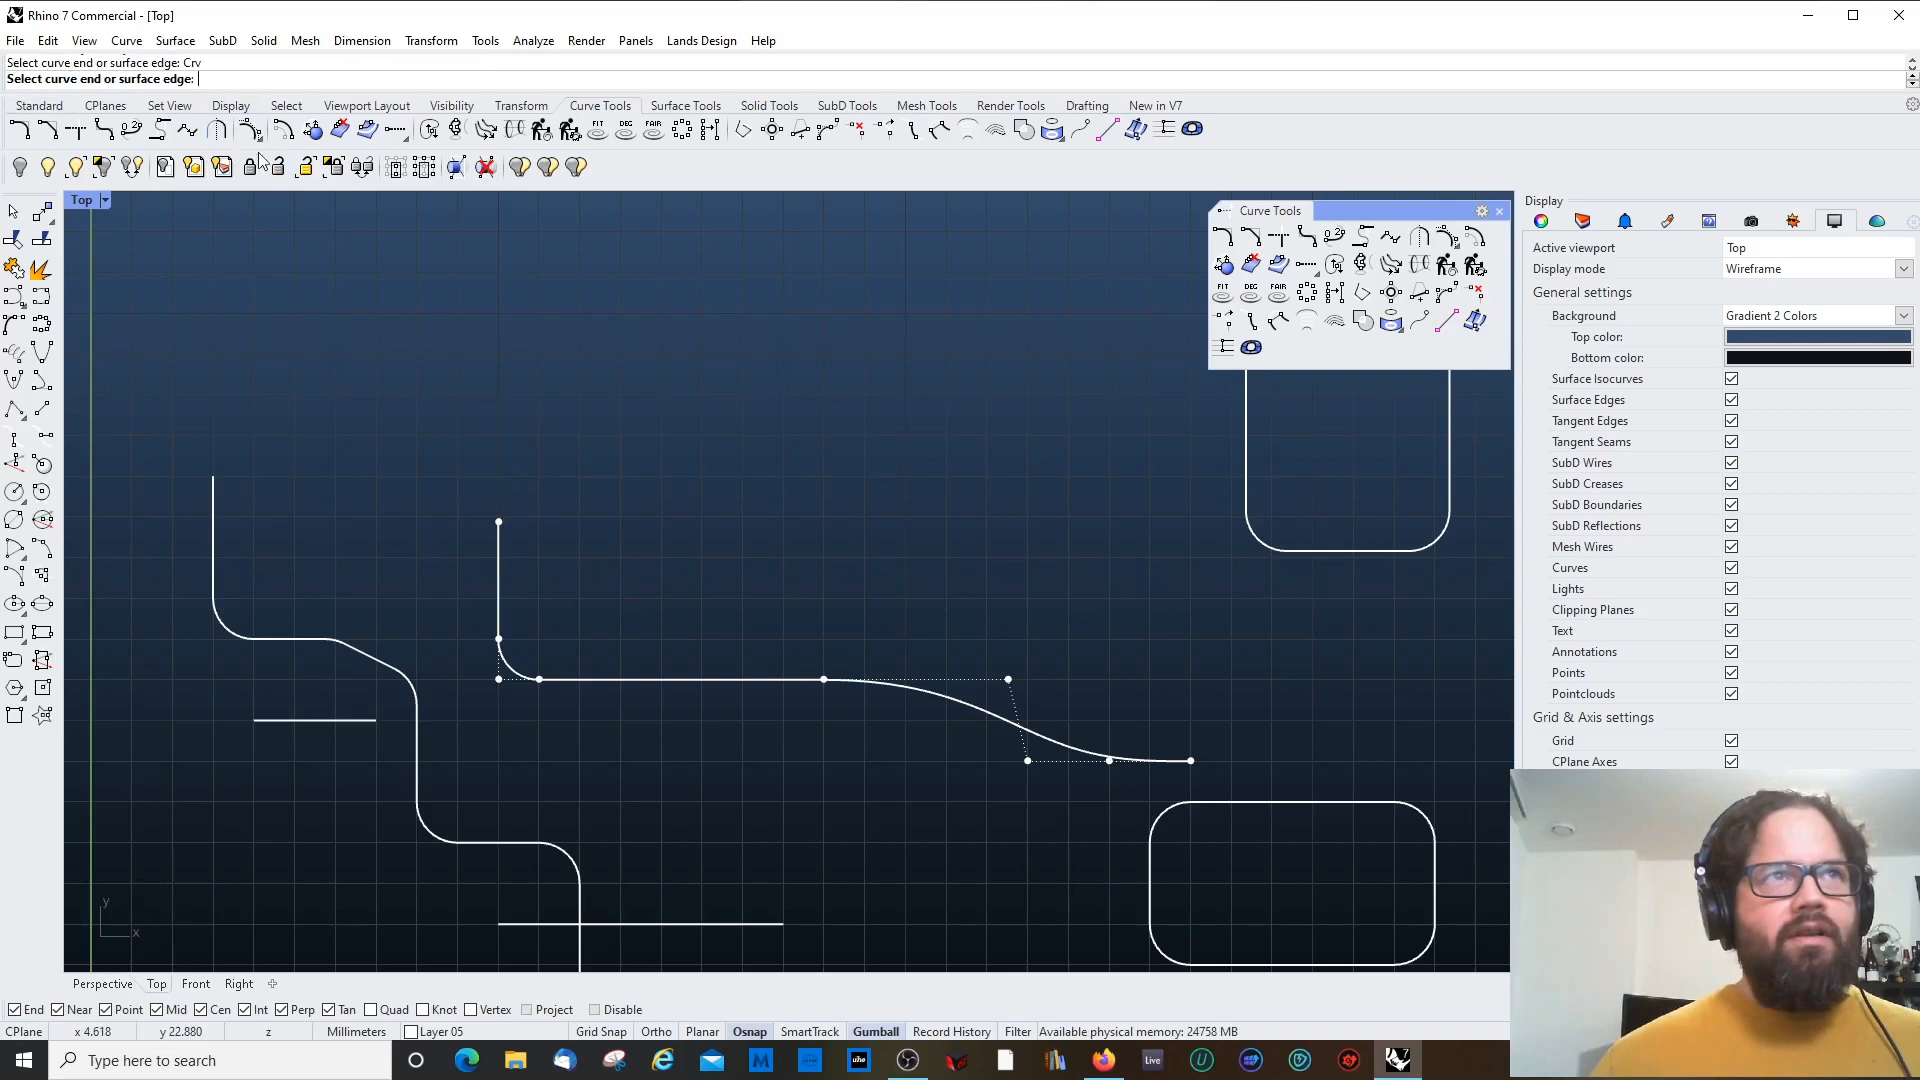 Rhino 7 Commercial - [Top]
File Edit View Curve Surface SubD Solid Mesh Dimension Transform Tools Analyze Render Panels Lands Design Help
Select curve end or surface edge: Crv
Select curve end or surface edge:
Standard CPlanes Set View Display Select Viewport Layout Visibility Transform Curve Tools Surface Tools Solid Tools SubD Tools Mesh Tools Render Tools Drafting New in V7
FIT DEG FAIR
Top
Curve Tools
FIT DEG FAIR
Display
Active viewport Top
Display mode Wireframe
General settings
Background Gradient 2 Colors
Top color:
Bottom color:
Surface Isocurves
Surface Edges
Tangent Edges
Tangent Seams
SubD Wires
SubD Creases
SubD Boundaries
SubD Reflections
Mesh Wires
Curves
Lights
Clipping Planes
Text
Annotations
Points
Pointclouds
Grid & Axis settings
Grid
CPlane Axes
y
x
Perspective Top Front Right
End Near Point Mid Cen Int Perp Tan Quad Knot Vertex Project Disable
CPlane x 4.618 y 22.880 z Millimeters Layer 05 Grid Snap Ortho Planar Osnap SmartTrack Gumball Record History Filter Available physical memory: 24758 MB
Type here to search
uhe
Live